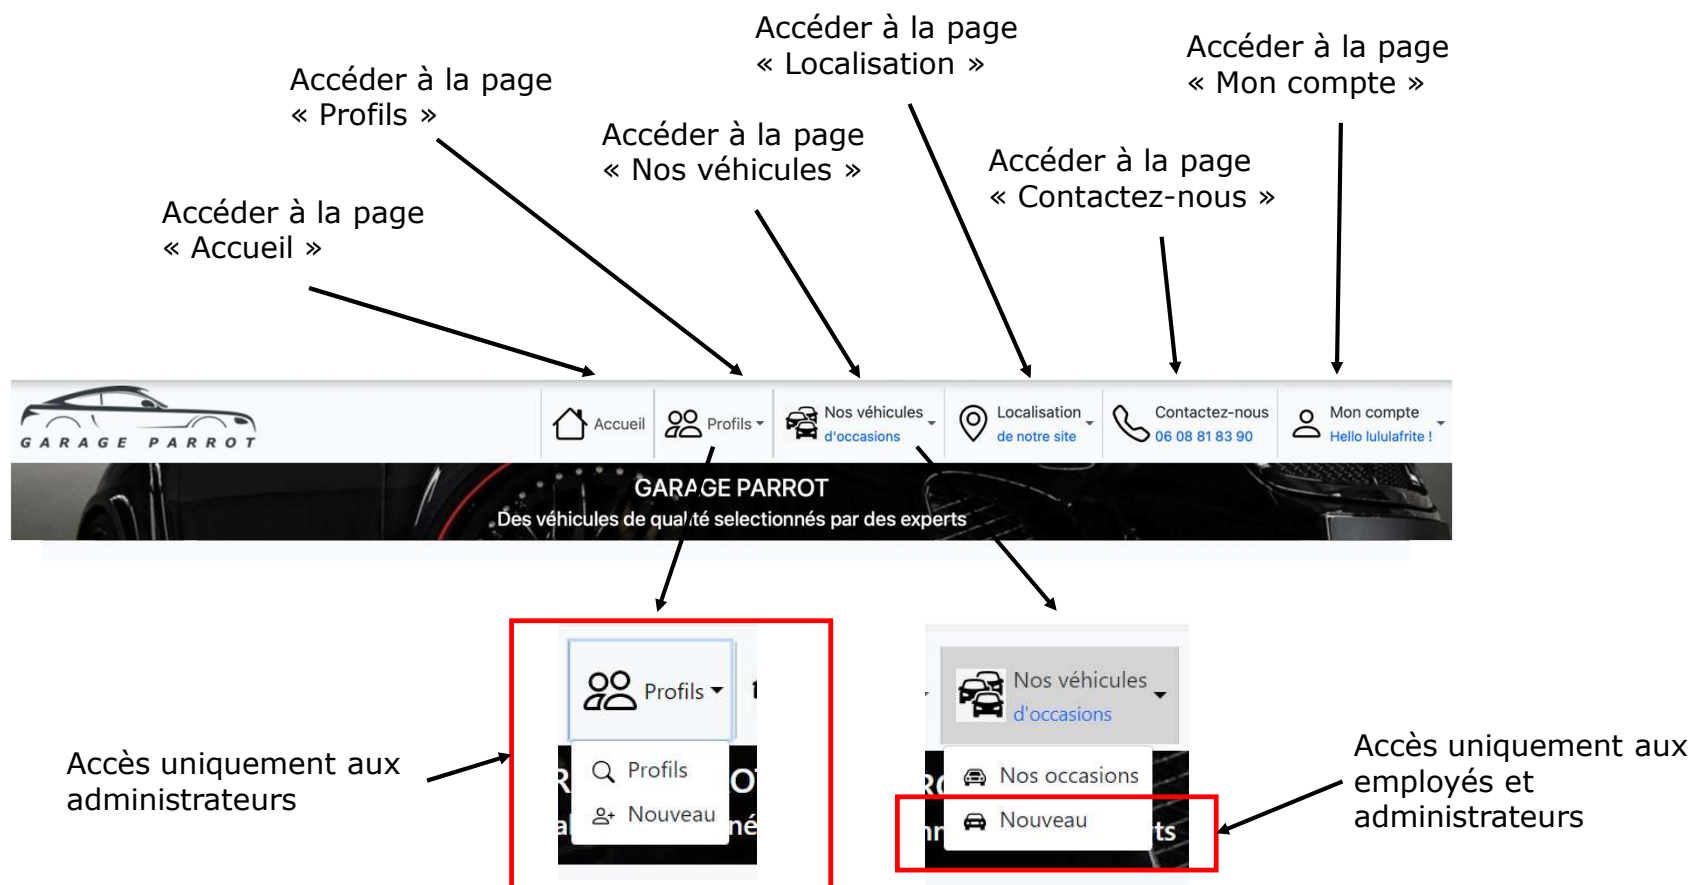 Accéder à la page
« Localisation »
Accéder à la page
« Mon compte »
Accéder à la page
« Profils »
Accéder à la page
« Nos véhicules »
Accéder à la page
« Contactez-nous »
Accéder à la page
« Accueil »
GARAGE PARROT
Accueil
Profils
Nos véhicules
d'occasions
Localisation
de notre site
Contactez-nous
06 08 81 83 90
Mon compte
Hello lululafrite !
GARAGE PARROT
Des véhicules de qualité selectionnés par des experts
Profils
Profils
Nouveau
Nos véhicules
d'occasions
Nos occasions
Nouveau
Accès uniquement aux
administrateurs
Accès uniquement aux
employés et
administrateurs